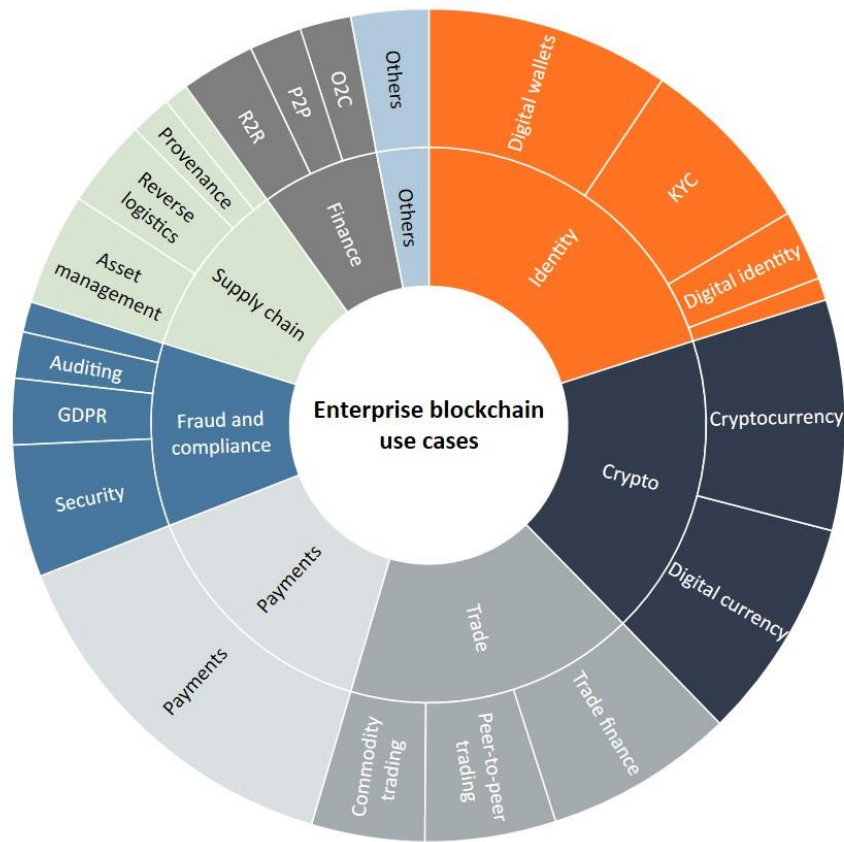 Enterprise blockchain
use cases
Identity
Digital wallets
KYC
Digital identity
Crypto
Cryptocurrency
Digital currency
Trade
Trade finance
Peer-to-peer
trading
Commodity
trading
Payments
Payments
Fraud and
compliance
Security
GDPR
Auditing
Supply chain
Asset
management
Reverse
logistics
Provenance
Finance
R2R
P2P
O2C
Others
Others